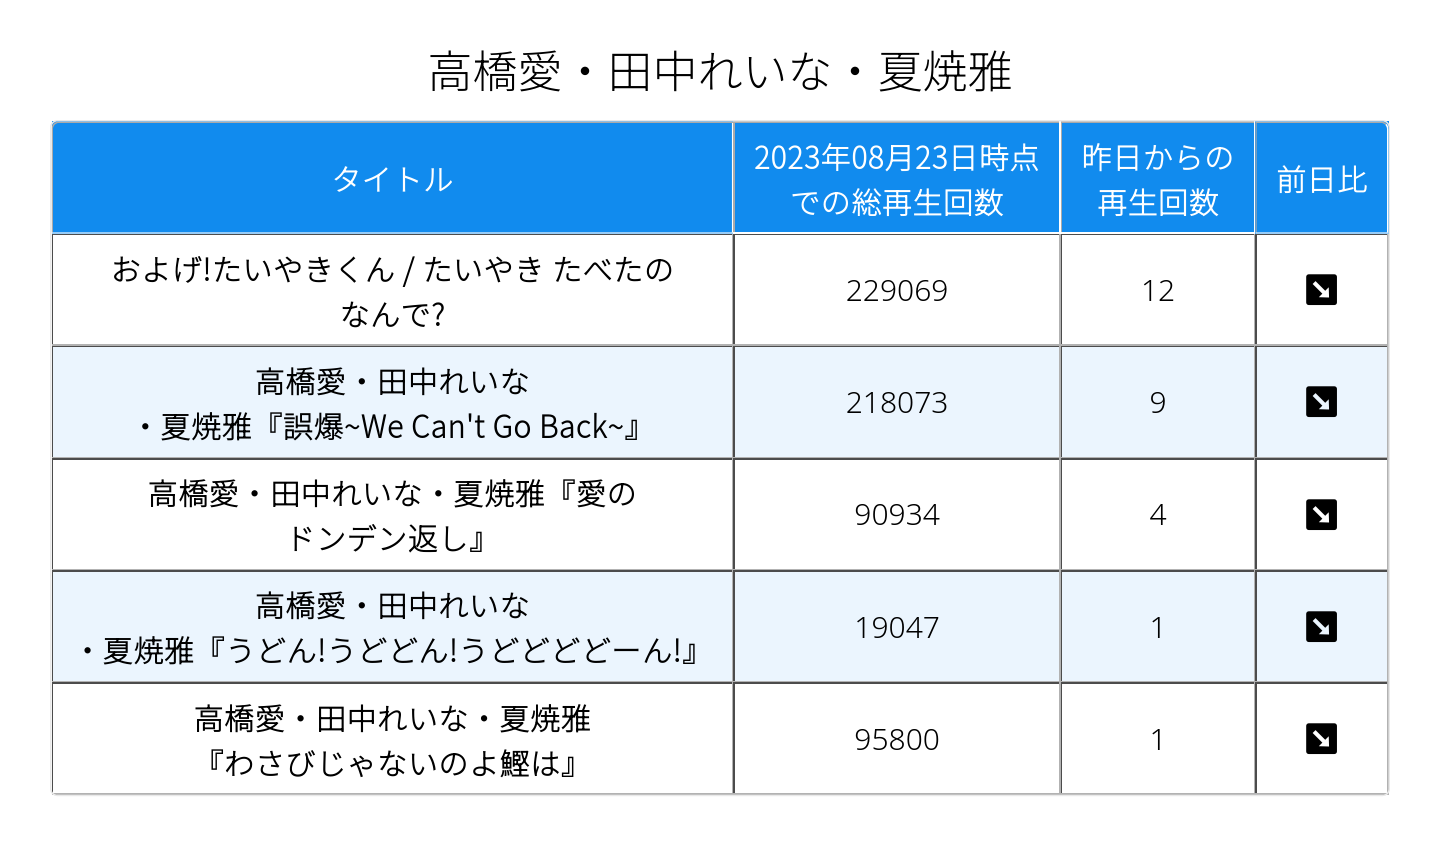 高橋愛・田中れいな・夏焼雅
タイトル
2023年08月23日時点
での総再生回数
昨日からの
再生回数
前日比
およげ!たいやきくん / たいやき たべたの
なんで?
229069
12
高橋愛・田中れいな
・夏焼雅『誤爆~We Can't Go Back~』
218073
9
高橋愛・田中れいな・夏焼雅『愛の
ドンデン返し』
90934
4
高橋愛・田中れいな
・夏焼雅『うどん!うどどん!うどどどどーん!』
19047
1
高橋愛・田中れいな・夏焼雅
『わさびじゃないのよ鰹は』
95800
1